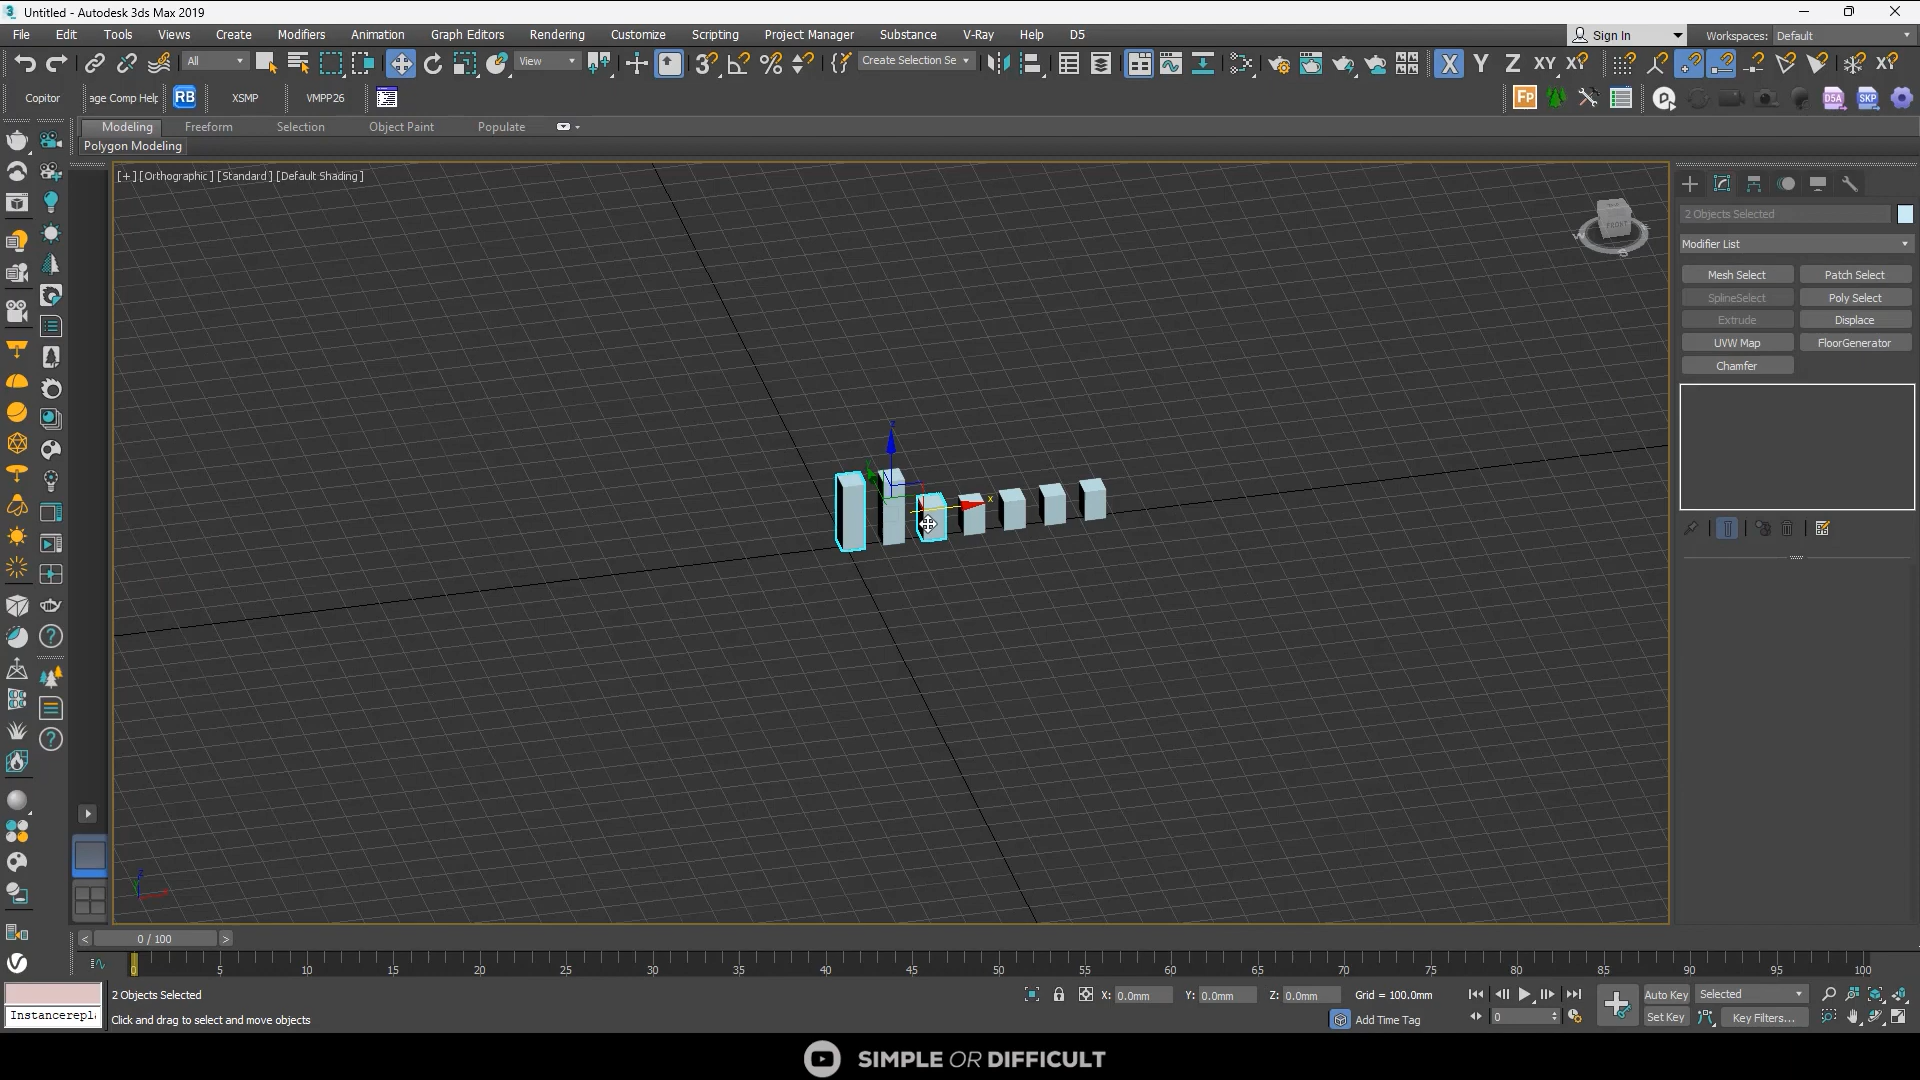 Untitled - Autodesk 3ds Max 2019
File Edit Tools Views Create Modifiers Animation Graph Editors Rendering Customize Scripting Project Manager Substance V-Ray Help D5 Sign In Workspaces: Default
All View Create Selection Se X Y Z XY XY
Copitor age Comp Help RB XSMP VMPP26 Fp D5A SKP
Modeling Freeform Selection Object Paint Populate
Polygon Modeling
[+] [Orthographic] [Standard] [Default Shading]
2 Objects Selected
Modifier List
Mesh Select Patch Select
SplineSelect Poly Select
Extrude Displace
UVW Map FloorGenerator
Chamfer
FRONT
z
x
0 / 100
0 5 10 15 20 25 30 35 40 45 50 55 60 65 70 75 80 85 90 95 100
2 Objects Selected X: 0.0mm Y: 0.0mm Z: 0.0mm Grid = 100.0mm Auto Key Selected
Instancerepl
Click and drag to select and move objects Add Time Tag 0 Set Key Key Filters...
SIMPLE OR DIFFICULT